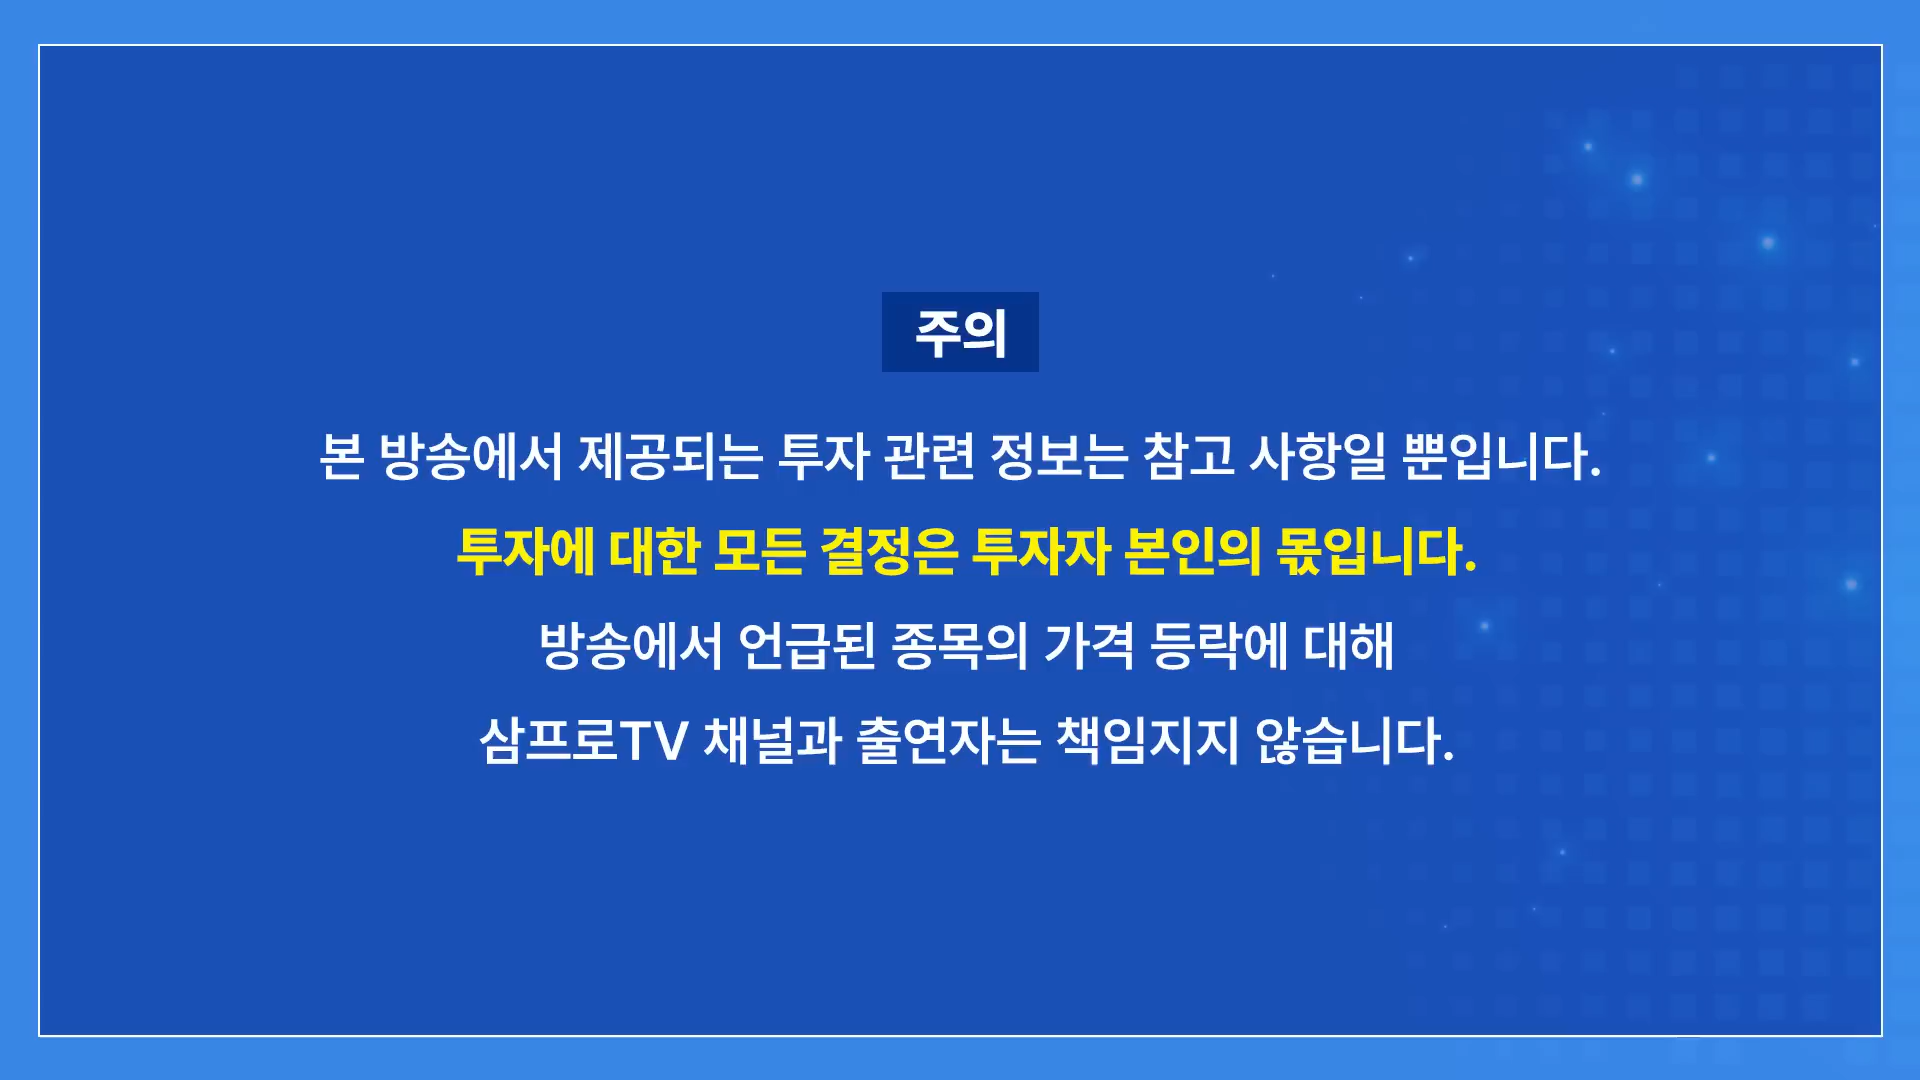 주의
본 방송에서 제공되는 투자 관련 정보는 참고 사항일 뿐입니다.
투자에 대한 모든 결정은 투자자 본인의 몫입니다.
방송에서 언급된 종목의 가격 등락에 대해
삼프로TV 채널과 출연자는 책임지지 않습니다.